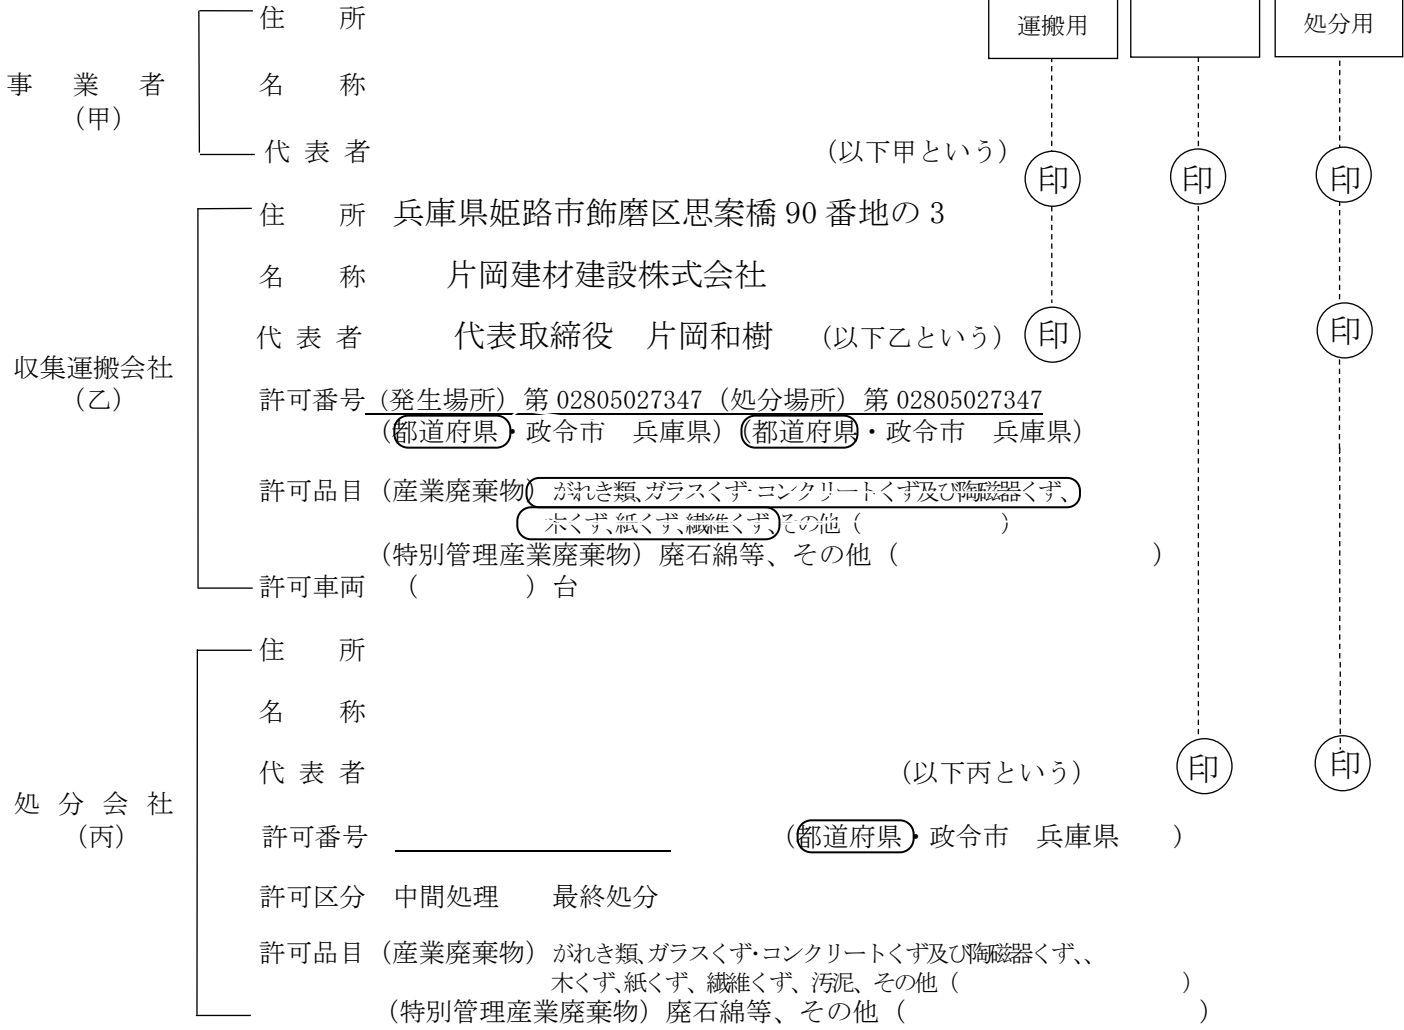 住　所
運搬用
処分用
事　業　者
（甲）
名　称
代 表 者　（以下甲という）
印　印　印
住　所　兵庫県姫路市飾磨区思案橋 90 番地の 3
名　称　片岡建材建設株式会社
代 表 者　代表取締役　片岡和樹　（以下乙という）
印　印
収集運搬会社
（乙）
許可番号（発生場所）第 02805027347（処分場所）第 02805027347
（都道府県・政令市　兵庫県）（都道府県・政令市　兵庫県）
許可品目（産業廃棄物）がれき類、ガラスくず・コンクリートくず及び陶磁器くず、
木くず、紙くず、繊維くず、その他（　　　　　）
（特別管理産業廃棄物）廃石綿等、その他（　　　　　）
許可車両　（　　　　）台
住　所
名　称
代 表 者　（以下丙という）
印　印
処 分 会 社
（丙）
許可番号　（都道府県・政令市　兵庫県　）
許可区分　中間処理　最終処分
許可品目（産業廃棄物）がれき類、ガラスくず・コンクリートくず及び陶磁器くず、、
木くず、紙くず、繊維くず、汚泥、その他（　　　　　）
（特別管理産業廃棄物）廃石綿等、その他（　　　　　）